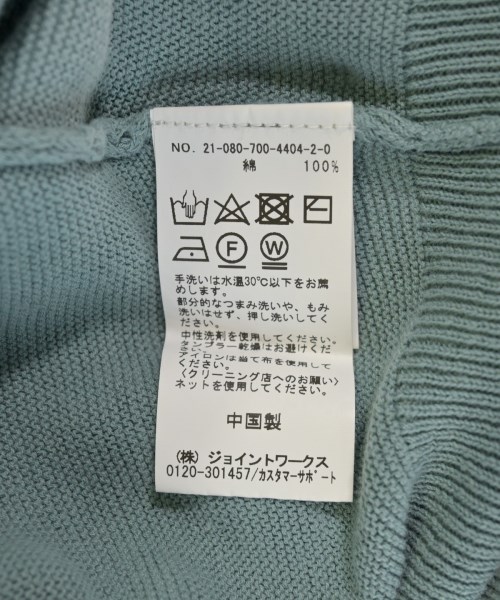 NO. 21-080-700-4404-2-0
綿 100%
F W
手洗いは水温30℃以下をお薦
めします。
部分的なつまみ洗いや、もみ
洗いはせず、押し洗いしてく
ださい。
中性洗剤を使用してください。
タンブラー乾燥はお避けくだ
さい。
アイロンは当て布を使用して
ください。
〈クリーニング店へのお願い〉
ネットを使用してください。
中国製
(株) ジョイントワークス
0120-301457/カスタマーサポート